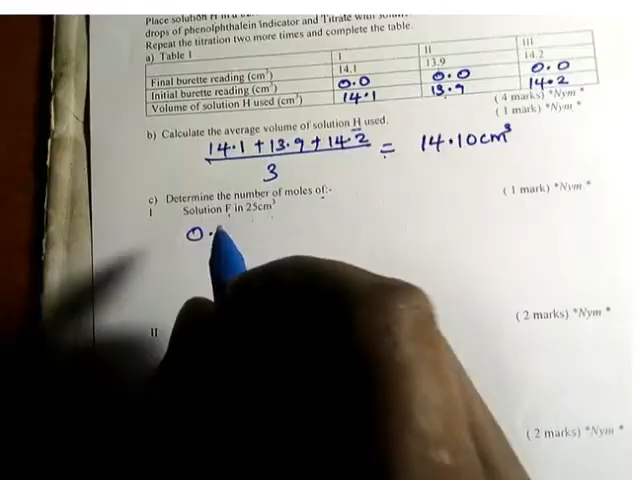 Place solution H in a
drops of phenolphthalein indicator and Titrate with
Repeat the titration two more times and complete the table.
a) Table 1
I II III
Final burette reading (cm³) 14.1 13.9 14.2
Initial burette reading (cm³) 0.0 0.0 0.0
Volume of solution H used (cm³) 14.1 13.9 14.2
( 4 marks) *Nym *
( 1 mark) *Nym *
b) Calculate the average volume of solution H used.
14.1 + 13.9 + 14.2
3
= 14.10cm³
c) Determine the number of moles of:-
( 1 mark) *Nym *
I Solution F in 25cm³
0.
( 2 marks) *Nym *
II
( 2 marks) *Nym *